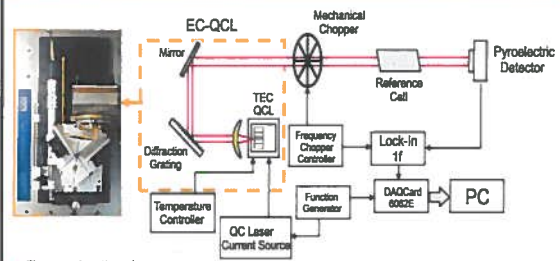 EC-QCL
Mechanical
Chopper
Mirror
Pyroelectric
Detector
Reference
Cell
TEC
QCL
Diffraction
Grating
Frequency
Chopper
Controller
Lock-in
1f
Temperature
Controller
Function
Generator
DAQCard
6062E
PC
QC Laser
Current Source